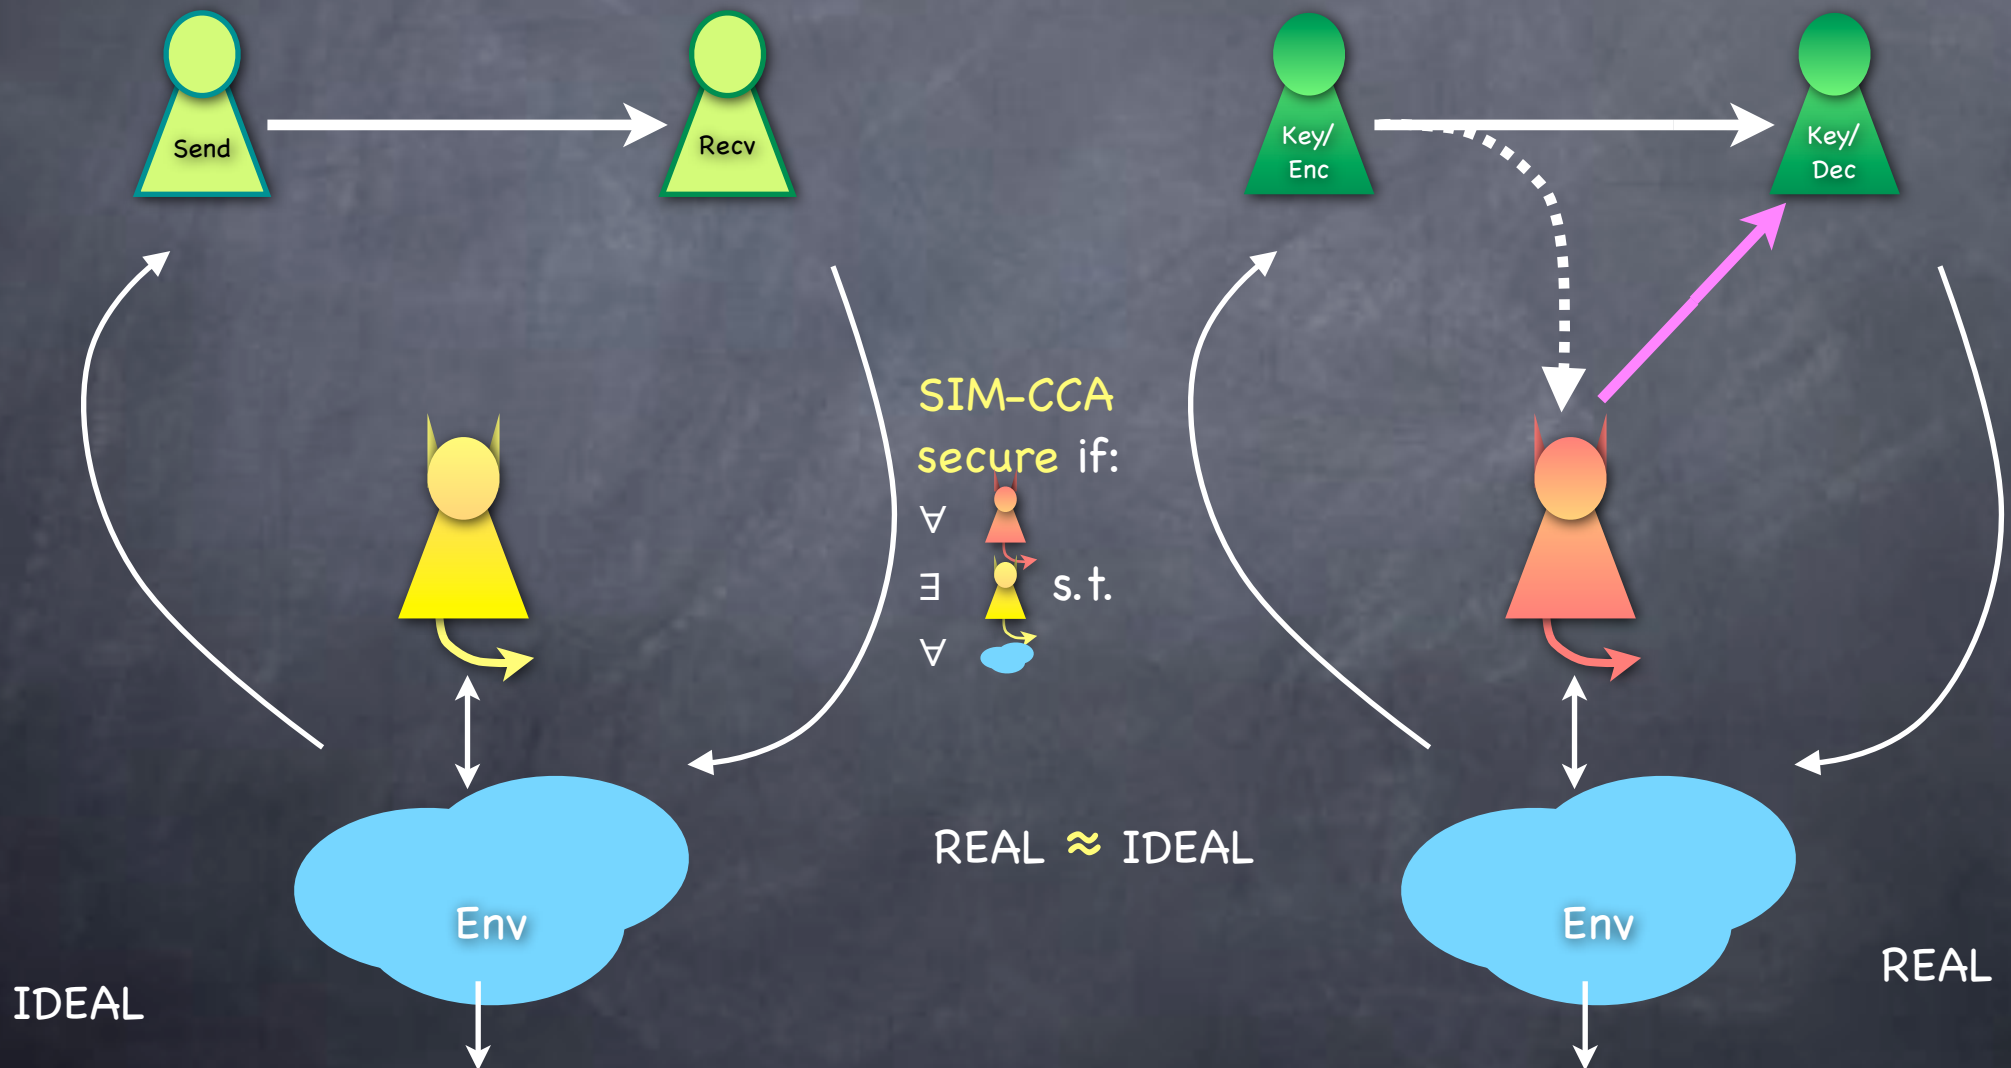 Send
Recv
Key/
Enc
Key/
Dec
SIM-CCA
secure if:
∀
∃ s.t.
∀
REAL ≈ IDEAL
Env
Env
IDEAL
REAL